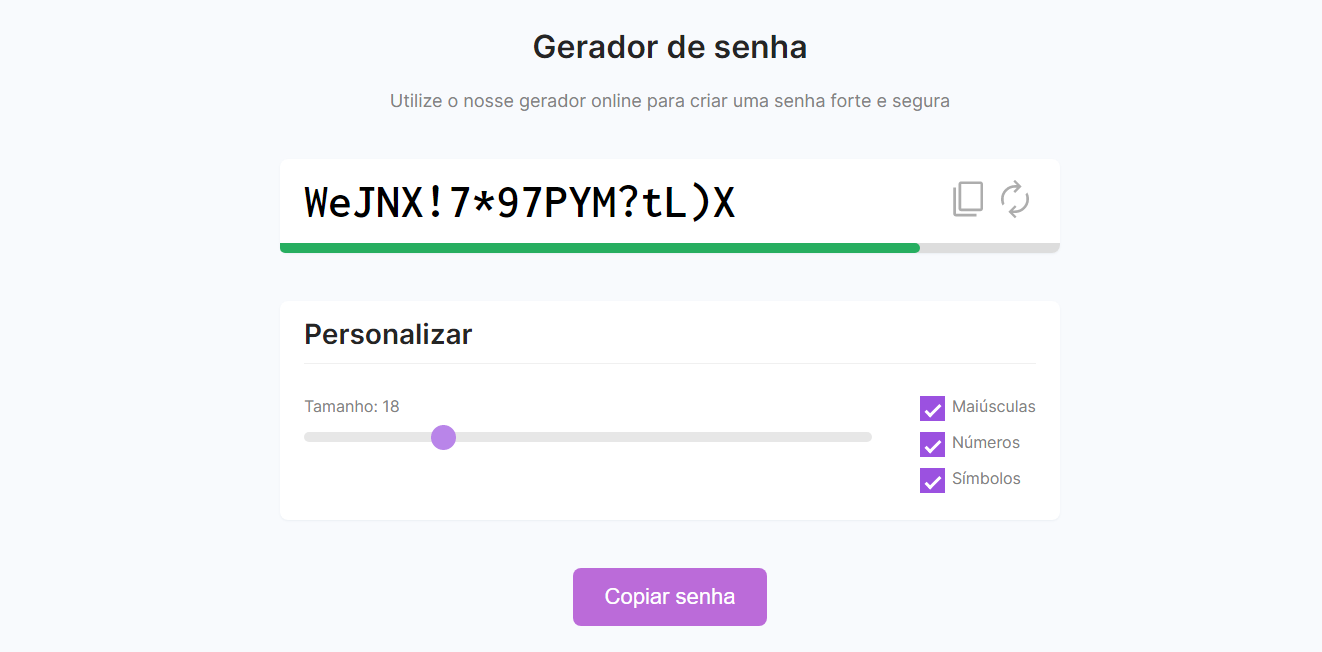 Gerador de senha
Utilize o nosse gerador online para criar uma senha forte e segura
WeJNX!7*97PYM?tL)X
Personalizar
Tamanho: 18
Maiúsculas
Números
Símbolos
Copiar senha